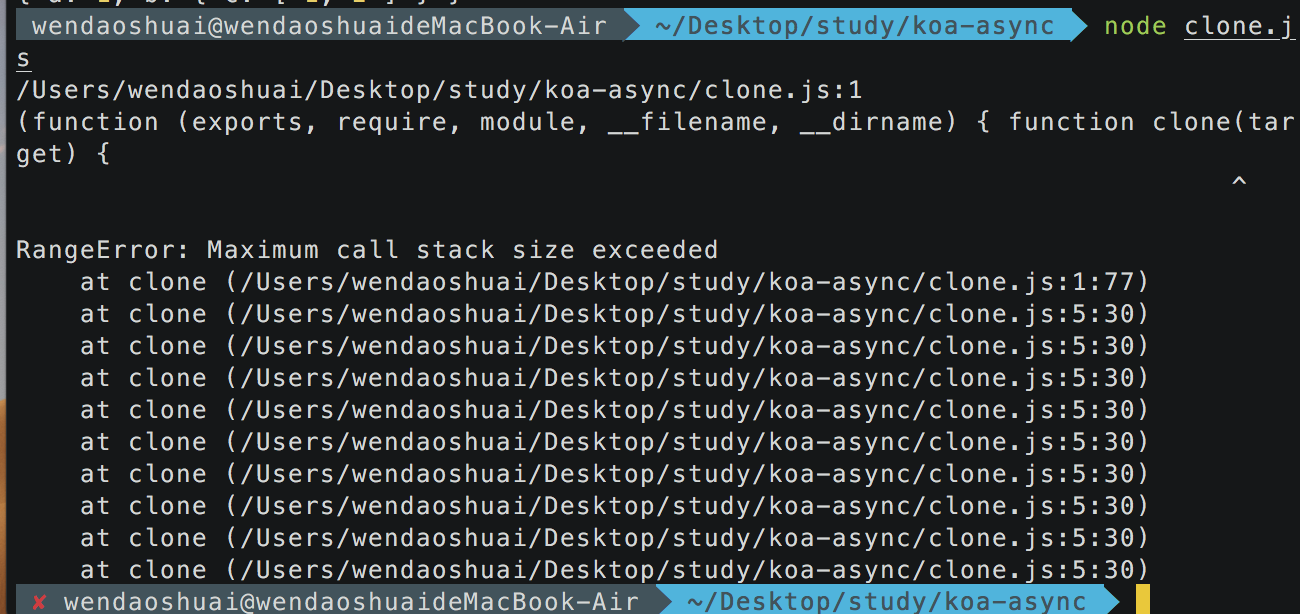 wendaoshuai@wendaoshuaideMacBook-Air ~/Desktop/study/koa-async node clone.j
s
/Users/wendaoshuai/Desktop/study/koa-async/clone.js:1
(function (exports, require, module, __filename, __dirname) { function clone(tar
get) {
^
RangeError: Maximum call stack size exceeded
at clone (/Users/wendaoshuai/Desktop/study/koa-async/clone.js:1:77)
at clone (/Users/wendaoshuai/Desktop/study/koa-async/clone.js:5:30)
at clone (/Users/wendaoshuai/Desktop/study/koa-async/clone.js:5:30)
at clone (/Users/wendaoshuai/Desktop/study/koa-async/clone.js:5:30)
at clone (/Users/wendaoshuai/Desktop/study/koa-async/clone.js:5:30)
at clone (/Users/wendaoshuai/Desktop/study/koa-async/clone.js:5:30)
at clone (/Users/wendaoshuai/Desktop/study/koa-async/clone.js:5:30)
at clone (/Users/wendaoshuai/Desktop/study/koa-async/clone.js:5:30)
at clone (/Users/wendaoshuai/Desktop/study/koa-async/clone.js:5:30)
at clone (/Users/wendaoshuai/Desktop/study/koa-async/clone.js:5:30)
✘ wendaoshuai@wendaoshuaideMacBook-Air ~/Desktop/study/koa-async